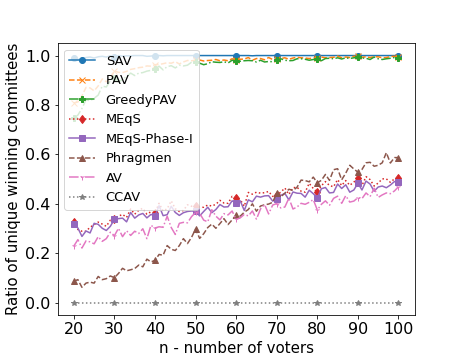 Ratio of unique winning committees
1.0
0.8
0.6
0.4
0.2
0.0
SAV
PAV
GreedyPAV
MEqS
MEqS-Phase-I
Phragmen
AV
CCAV
20 30 40 50 60 70 80 90 100
n - number of voters